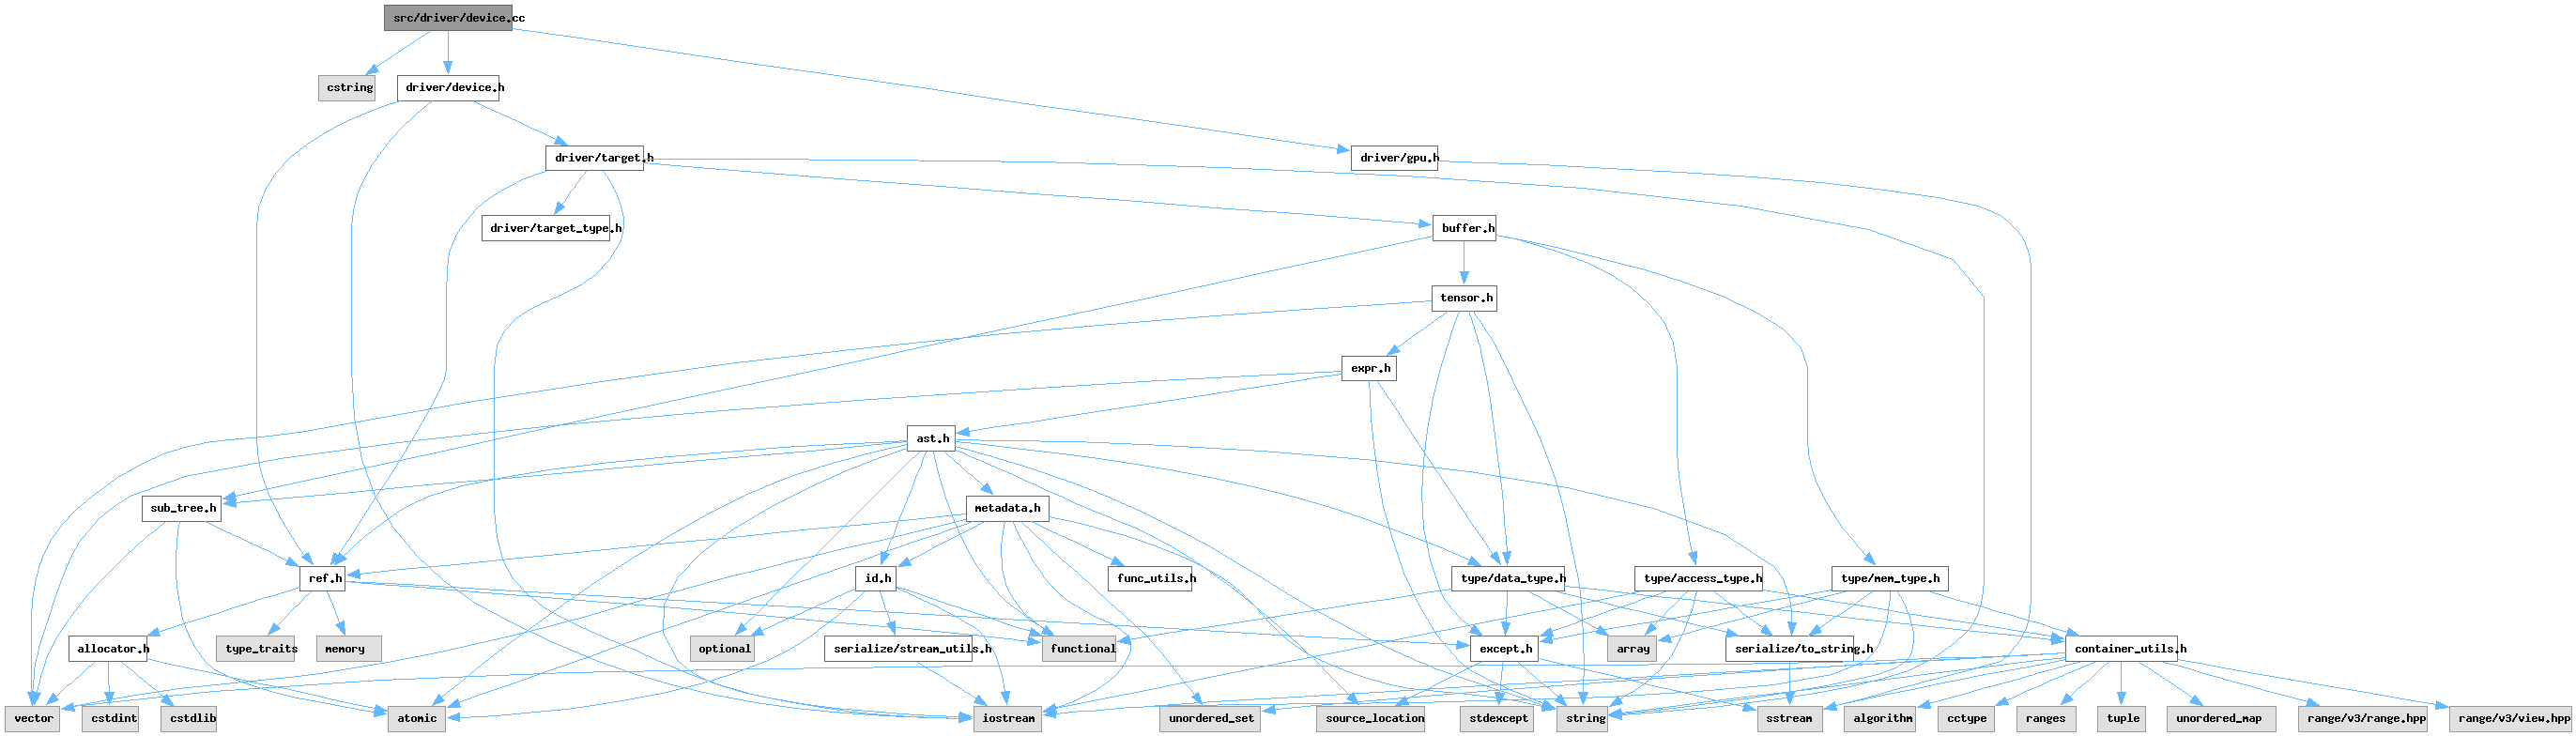 src/driver/device.cc
cstring
driver/device.h
driver/target.h
driver/gpu.h
driver/target_type.h
buffer.h
tensor.h
expr.h
ast.h
sub_tree.h
metadata.h
ref.h
id.h
func_utils.h
type/data_type.h
type/access_type.h
type/mem_type.h
allocator.h
type_traits
memory
optional
serialize/stream_utils.h
functional
except.h
array
serialize/to_string.h
container_utils.h
vector
cstdint
cstdlib
atomic
iostream
unordered_set
source_location
stdexcept
string
sstream
algorithm
cctype
ranges
tuple
unordered_map
range/v3/range.hpp
range/v3/view.hpp